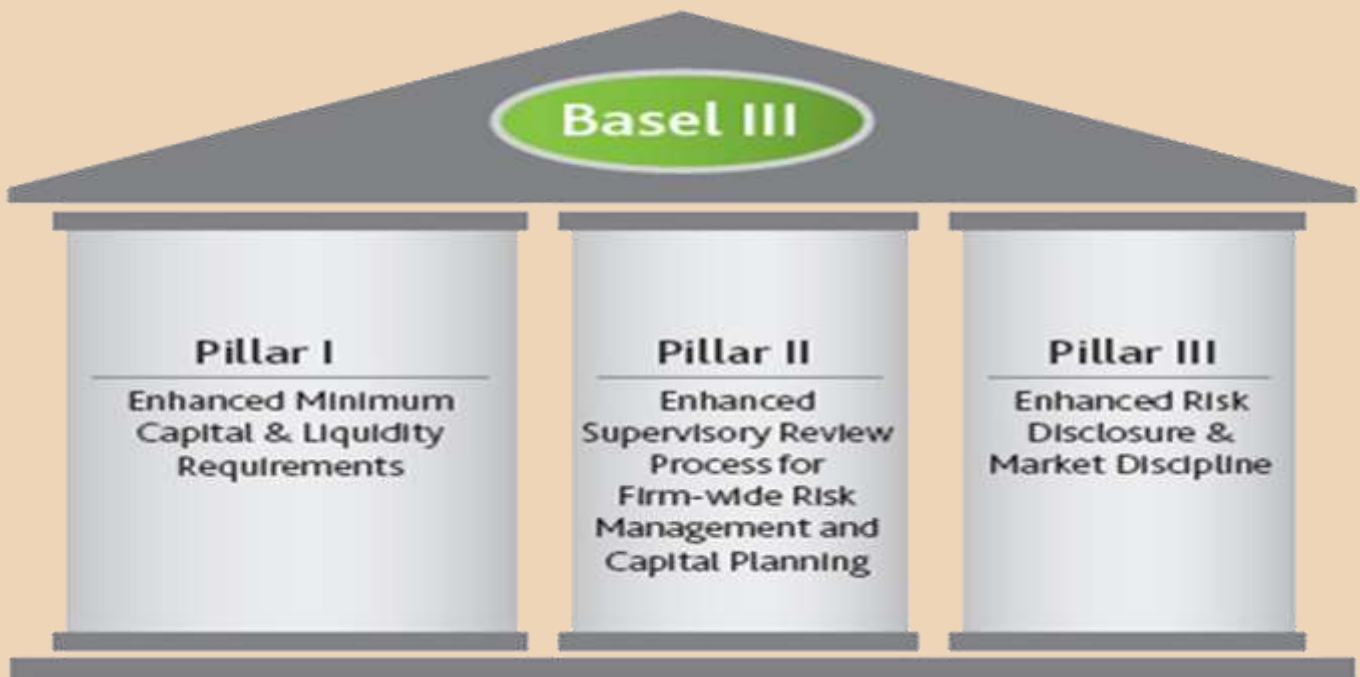 Basel III
Pillar I
Enhanced Minimum
Capital & Liquidity
Requirements
Pillar II
Enhanced
Supervisory Review
Process for
Firm-wide Risk
Management and
Capital Planning
Pillar III
Enhanced Risk
Disclosure &
Market Discipline